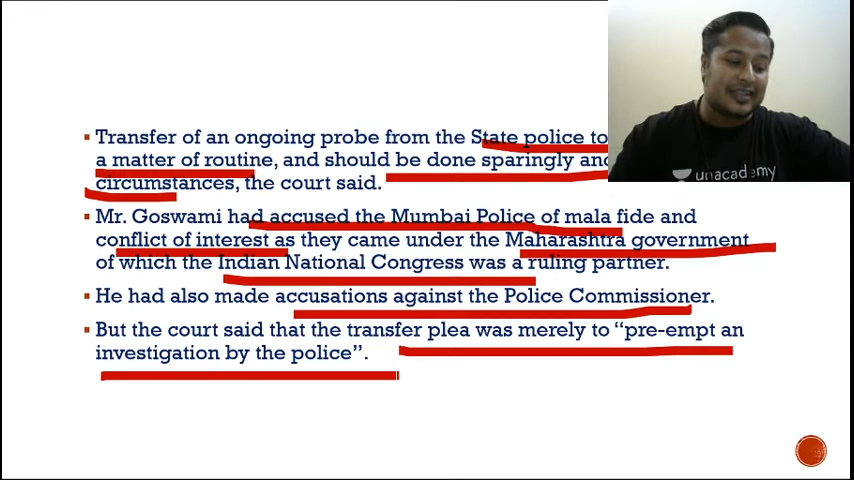 ▪ Transfer of an ongoing probe from the State police to
a matter of routine, and should be done sparingly and
circumstances, the court said.
▪ Mr. Goswami had accused the Mumbai Police of mala fide and
conflict of interest as they came under the Maharashtra government
of which the Indian National Congress was a ruling partner.
▪ He had also made accusations against the Police Commissioner.
▪ But the court said that the transfer plea was merely to “pre-empt an
investigation by the police”.
unacademy